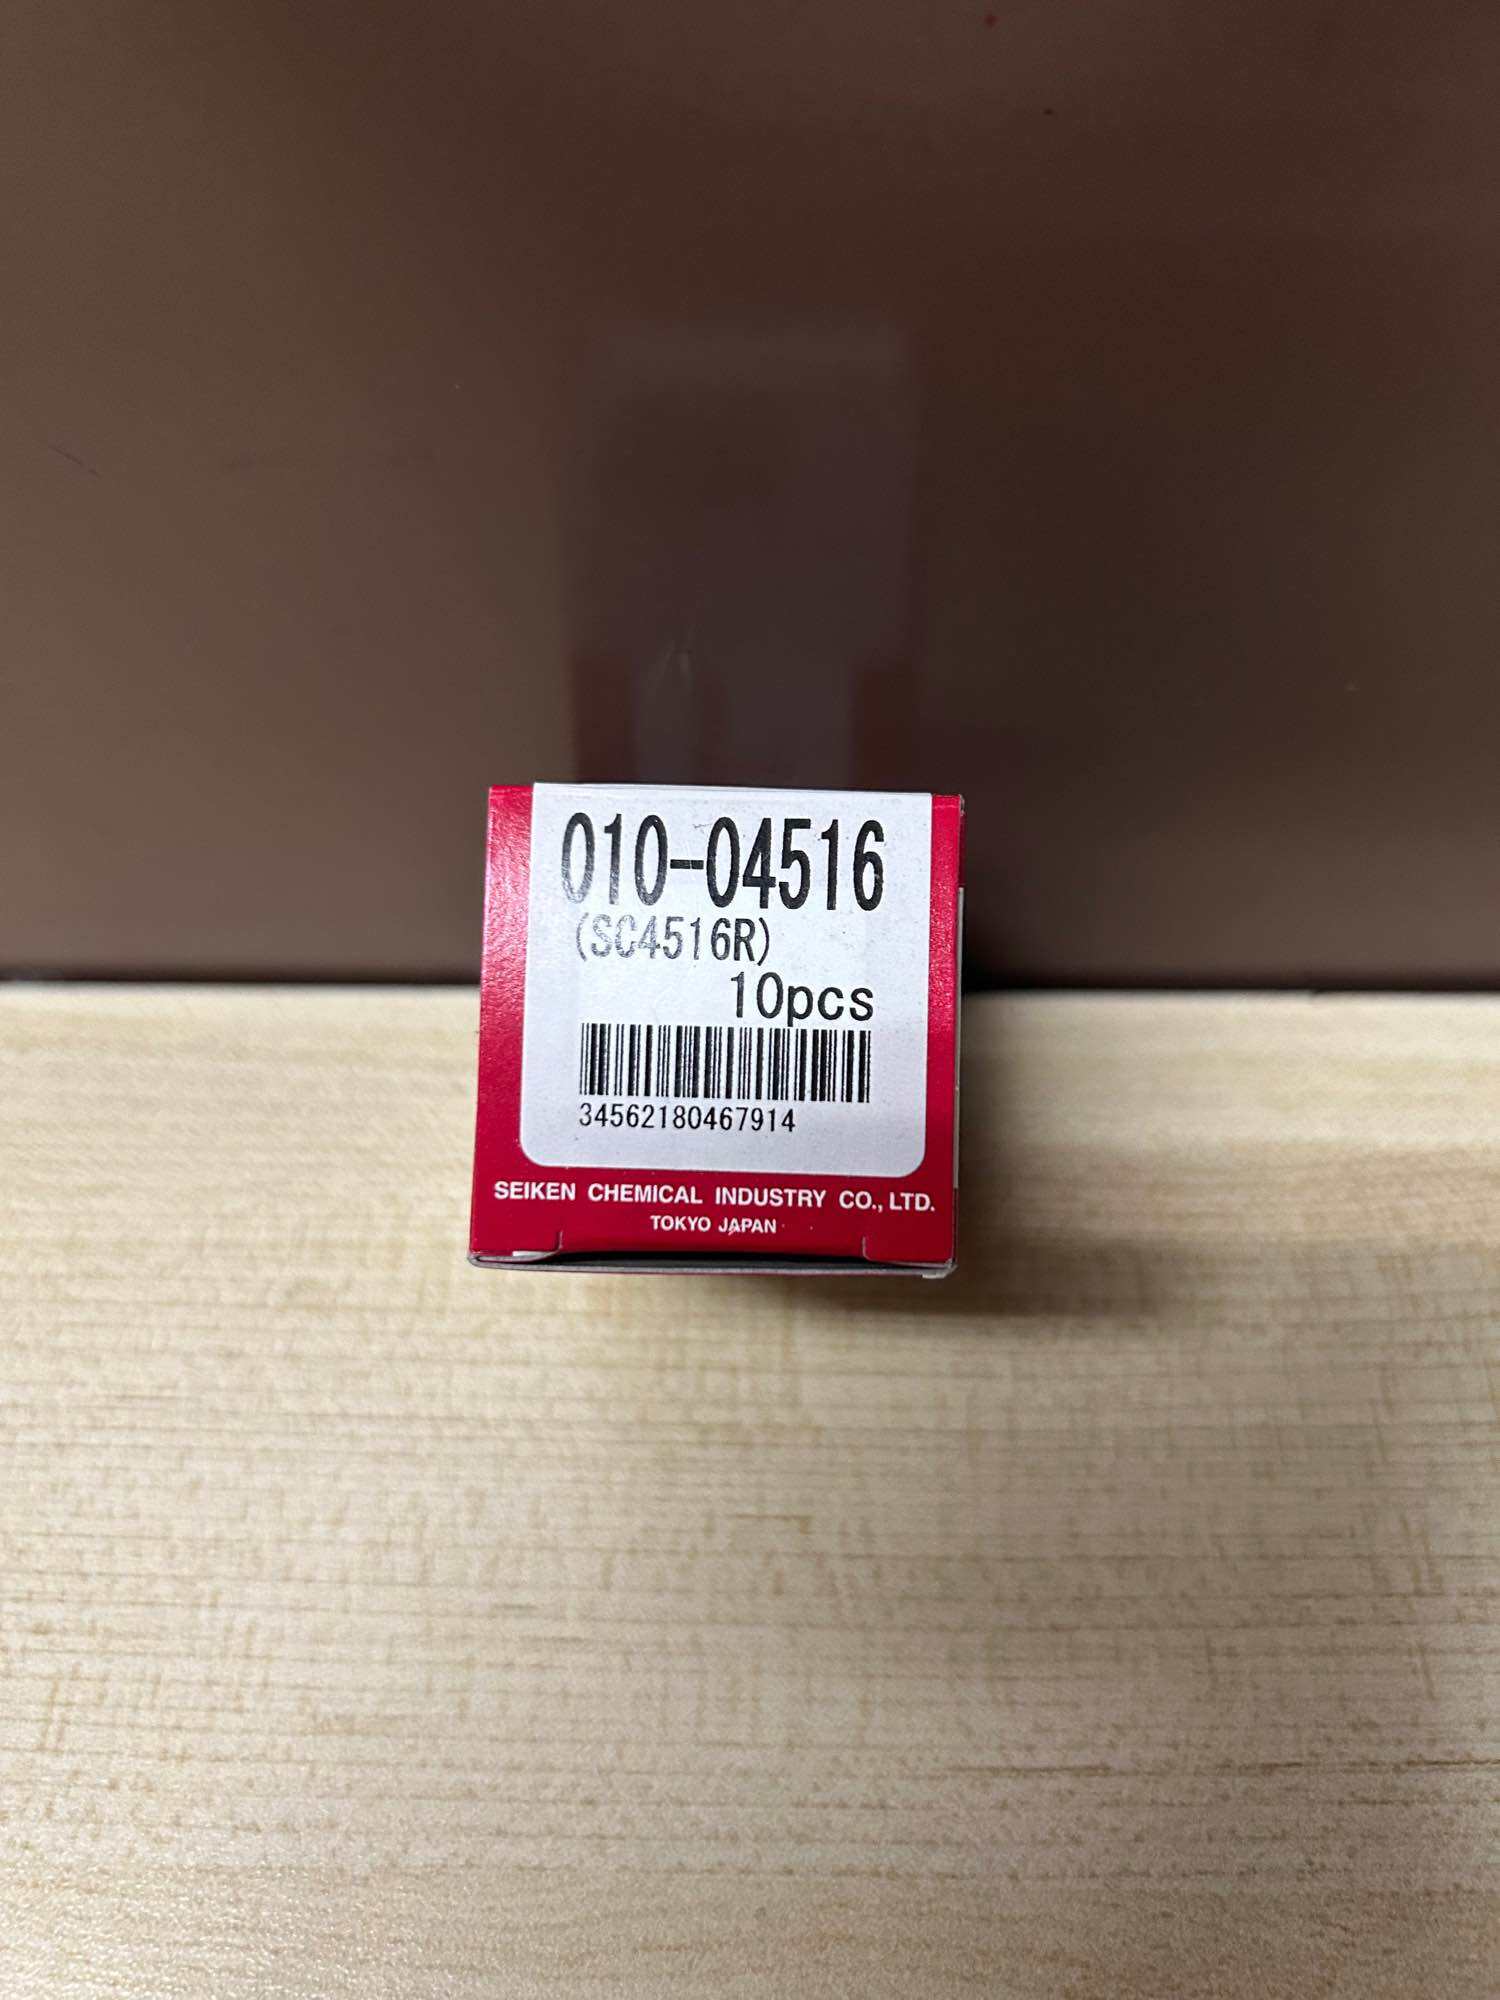 010-04516
(SC4516R)
10pcs
34562180467914
SEIKEN CHEMICAL INDUSTRY CO., LTD.
TOKYO JAPAN